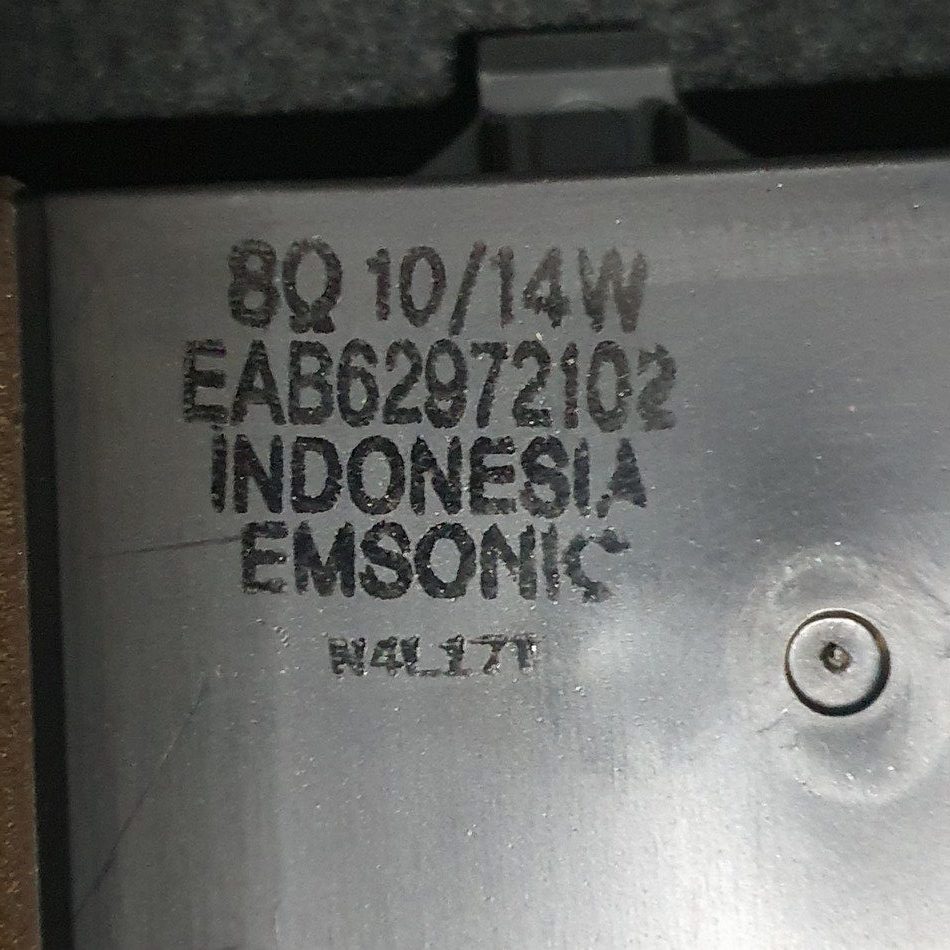 8Ω 10/14W
EAB62972102
INDONESIA
EMSONIC
N4L17T